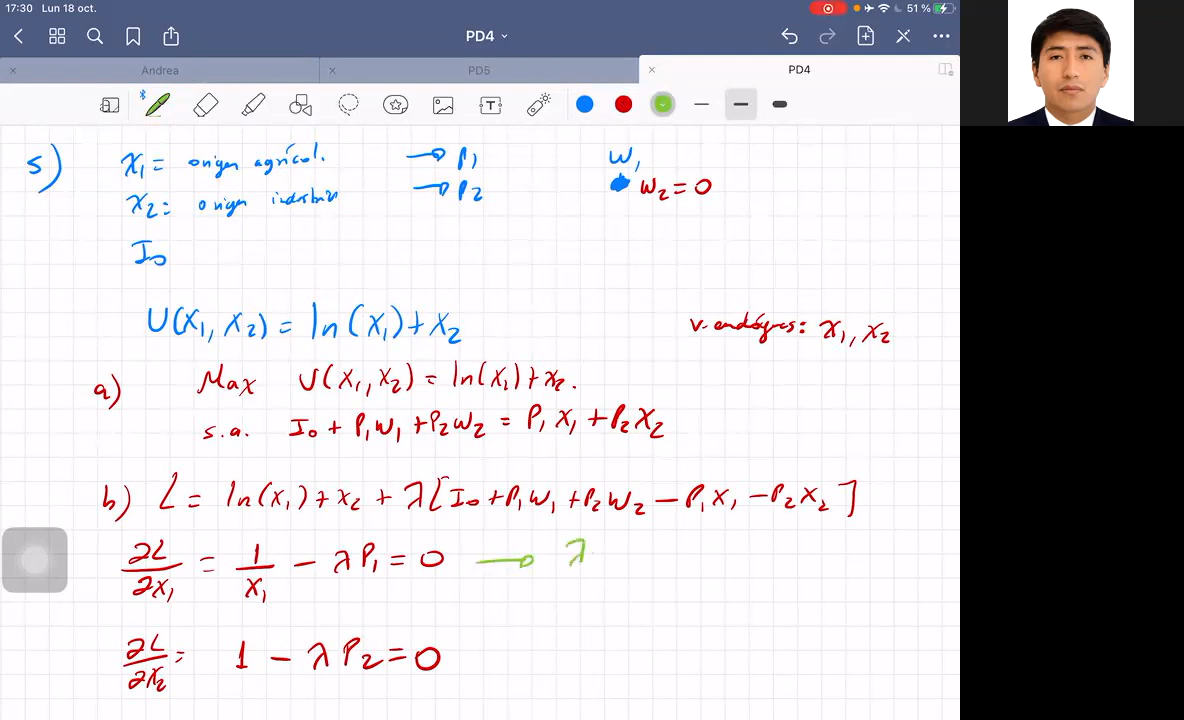 17:30 Lun 18 oct.
51 %
PD4
Andrea
PD5
PD4
5) x₁ = origen agrícol. → P₁ W₁
x₂ = origen → P₂ W₂ = 0
I₀
U(x₁, x₂) = ln(x₁) + x₂
v. endógenas: x₁, x₂
a) Max U(x₁, x₂) = ln(x₁) + x₂.
s.a. I₀ + P₁W₁ + P₂W₂ = P₁x₁ + P₂x₂
b) L = ln(x₁) + x₂ + λ[I₀ + P₁W₁ + P₂W₂ − P₁x₁ − P₂x₂]
∂L/∂x₁ = 1/x₁ − λP₁ = 0 → λ
∂L/∂x₂ = 1 − λP₂ = 0